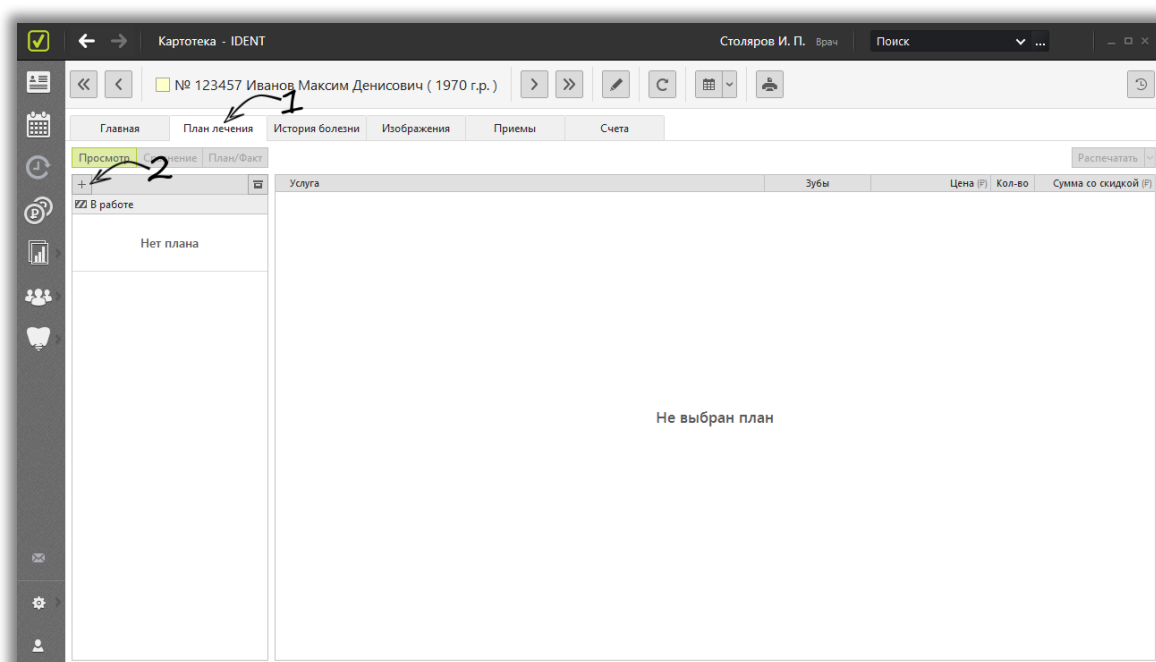 Картотека - IDENT
Столяров И. П. Врач
Поиск
...
№ 123457 Иванов Максим Денисович ( 1970 г.р. )
1
Главная План лечения История болезни Изображения Приемы Счета
Просмотр Сравнение План/Факт Распечатать
2
Услуга Зубы Цена (₽) Кол-во Сумма со скидкой (₽)
В работе
Нет плана
Не выбран план